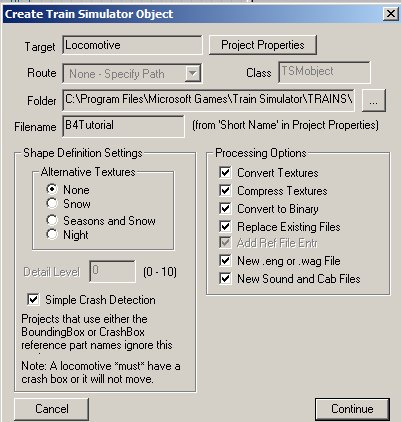 Create Train Simulator Object
Target Locomotive Project Properties
Route None - Specify Path Class TSMobject
Folder C:\Program Files\Microsoft Games\Train Simulator\TRAINS\ ...
Filename B4Tutorial (from 'Short Name' in Project Properties)
Shape Definition Settings
Alternative Textures
None
Snow
Seasons and Snow
Night
Detail Level 0 (0 - 10)
Simple Crash Detection
Projects that use either the
BoundingBox or CrashBox
reference part names ignore this
Note: A locomotive *must* have a
crash box or it will not move.
Processing Options
Convert Textures
Compress Textures
Convert to Binary
Replace Existing Files
Add Ref File Entr
New .eng or .wag File
New Sound and Cab Files
Cancel Continue